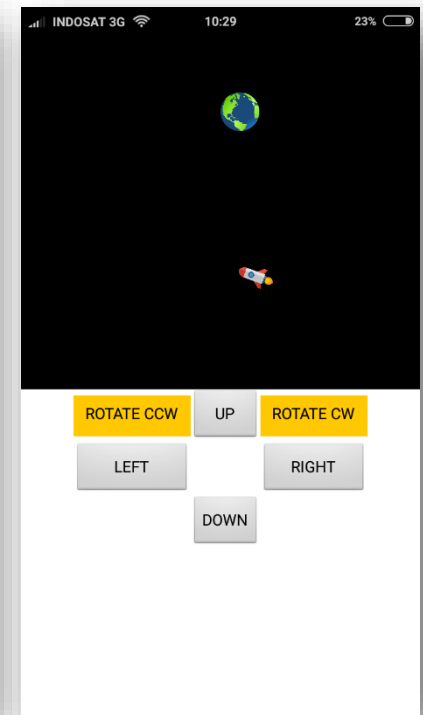 INDOSAT 3G 10:29 23%
ROTATE CCW UP ROTATE CW
LEFT RIGHT
DOWN